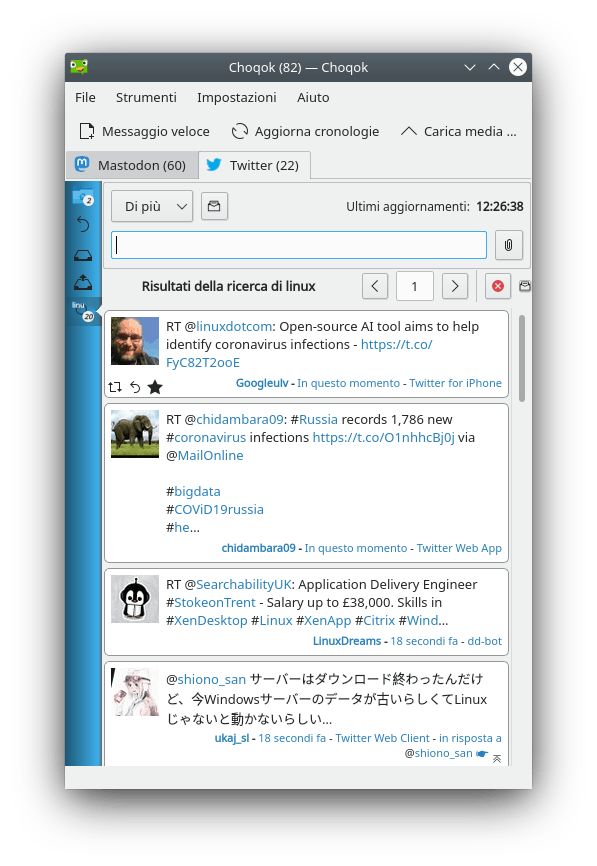 Choqok (82) — Choqok
File Strumenti Impostazioni Aiuto
Messaggio veloce Aggiorna cronologie Carica media ...
Mastodon (60) Twitter (22)
2
Di più Ultimi aggiornamenti: 12:26:38
Risultati della ricerca di linux 1
linu
20
RT @linuxdotcom: Open-source AI tool aims to help
identify coronavirus infections - https://t.co/
FyC82T2ooE
Googleulv - In questo momento - Twitter for iPhone
RT @chidambara09: #Russia records 1,786 new
#coronavirus infections https://t.co/O1nhhcBj0j via
@MailOnline
#bigdata
#COViD19russia
#he...
chidambara09 - In questo momento - Twitter Web App
RT @SearchabilityUK: Application Delivery Engineer
#StokeonTrent - Salary up to £38,000. Skills in
#XenDesktop #Linux #XenApp #Citrix #Wind...
LinuxDreams - 18 secondi fa - dd-bot
@shiono_san サーバーはダウンロード終わったんだけ
ど、今Windowsサーバーのデータが古いらしくてLinux
じゃないと動かないらしい...
ukaj_sl - 18 secondi fa - Twitter Web Client - in risposta a
@shiono_san